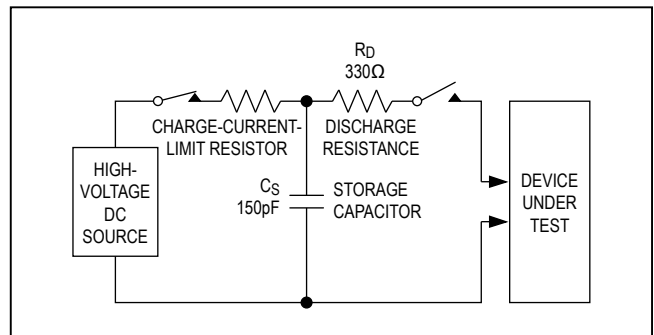 RD
330Ω
CHARGE-CURRENT-
LIMIT RESISTOR
DISCHARGE
RESISTANCE
HIGH-
VOLTAGE
DC
SOURCE
CS
150pF
STORAGE
CAPACITOR
DEVICE
UNDER
TEST